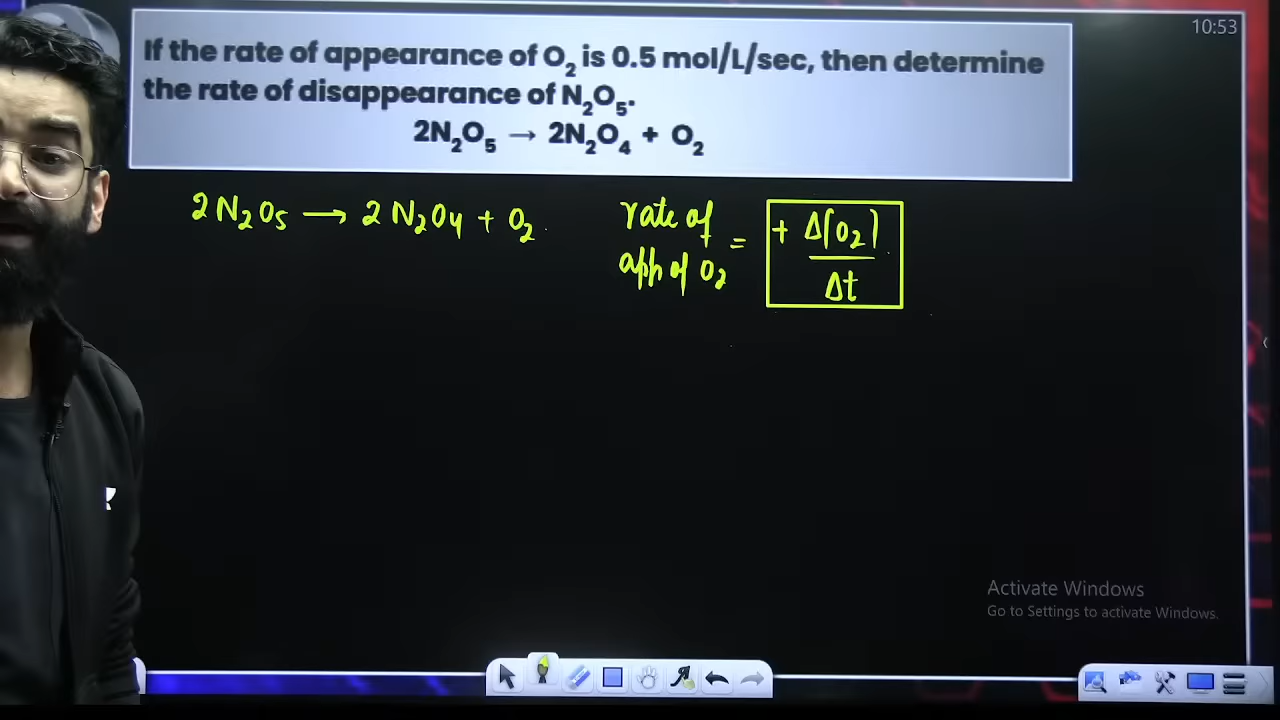 10:53
If the rate of appearance of O₂ is 0.5 mol/L/sec, then determine
the rate of disappearance of N₂O₅.
2N₂O₅ → 2N₂O₄ + O₂
2N₂O₅ → 2N₂O₄ + O₂
rate of
app of O₂
= + Δ[O₂]
Δt
Activate Windows
Go to Settings to activate Windows.